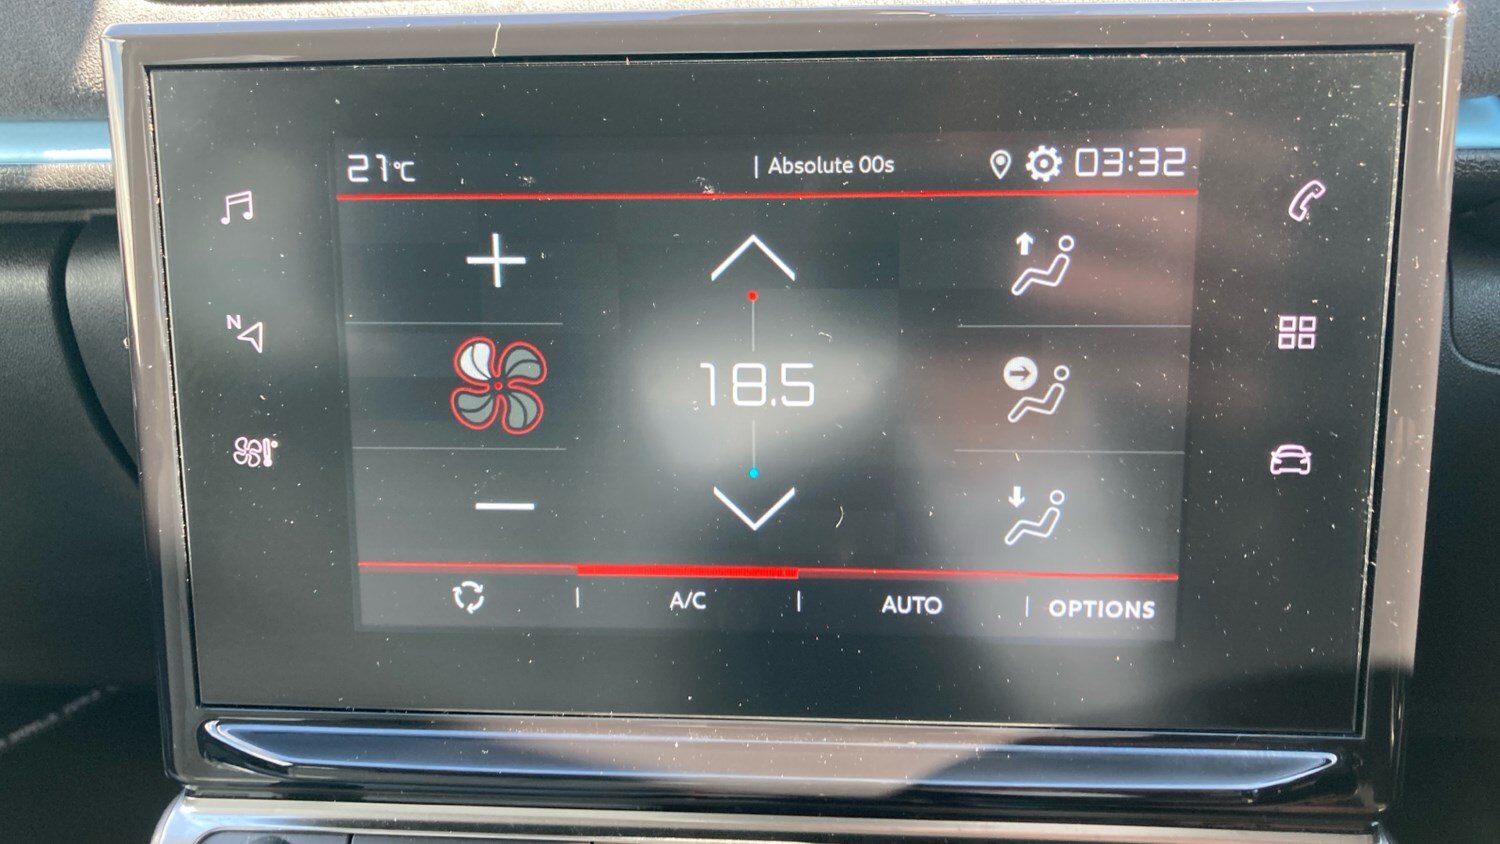 21°C
| Absolute 00s
03:32
N
18.5
A/C
AUTO
OPTIONS